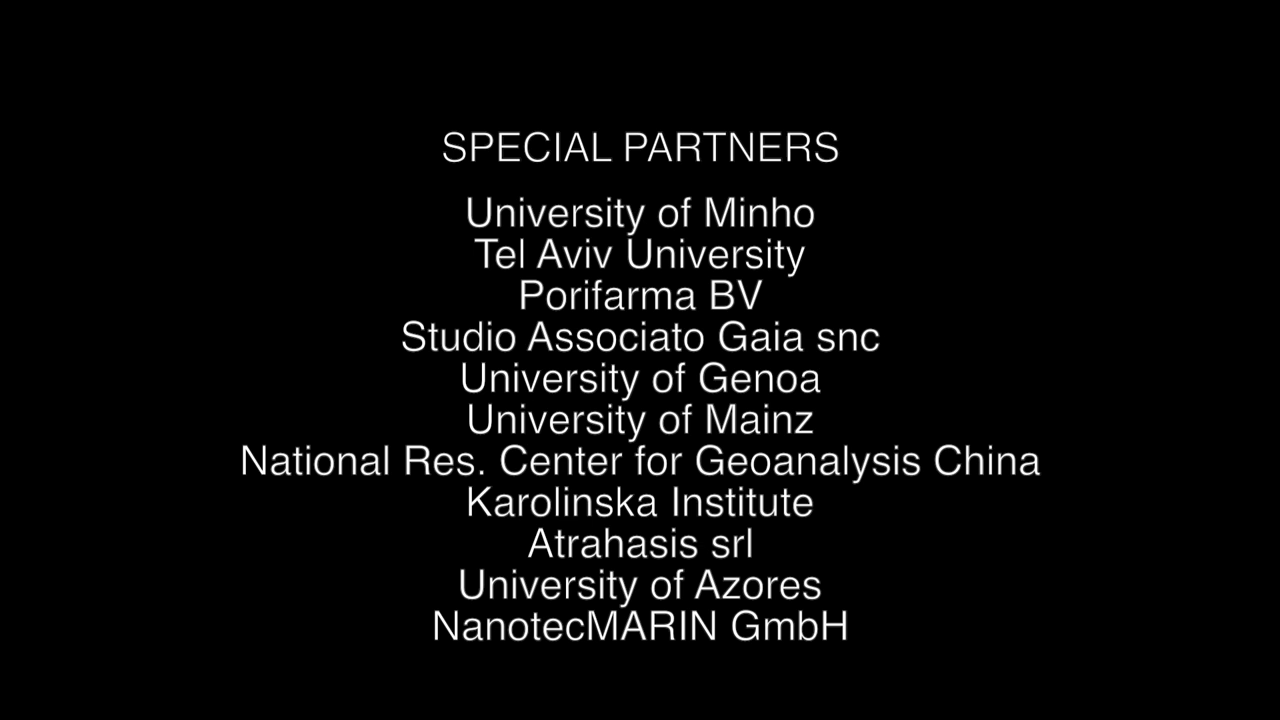 SPECIAL PARTNERS
University of Minho
Tel Aviv University
Porifarma BV
Studio Associato Gaia snc
University of Genoa
University of Mainz
National Res. Center for Geoanalysis China
Karolinska Institute
Atrahasis srl
University of Azores
NanotecMARIN GmbH